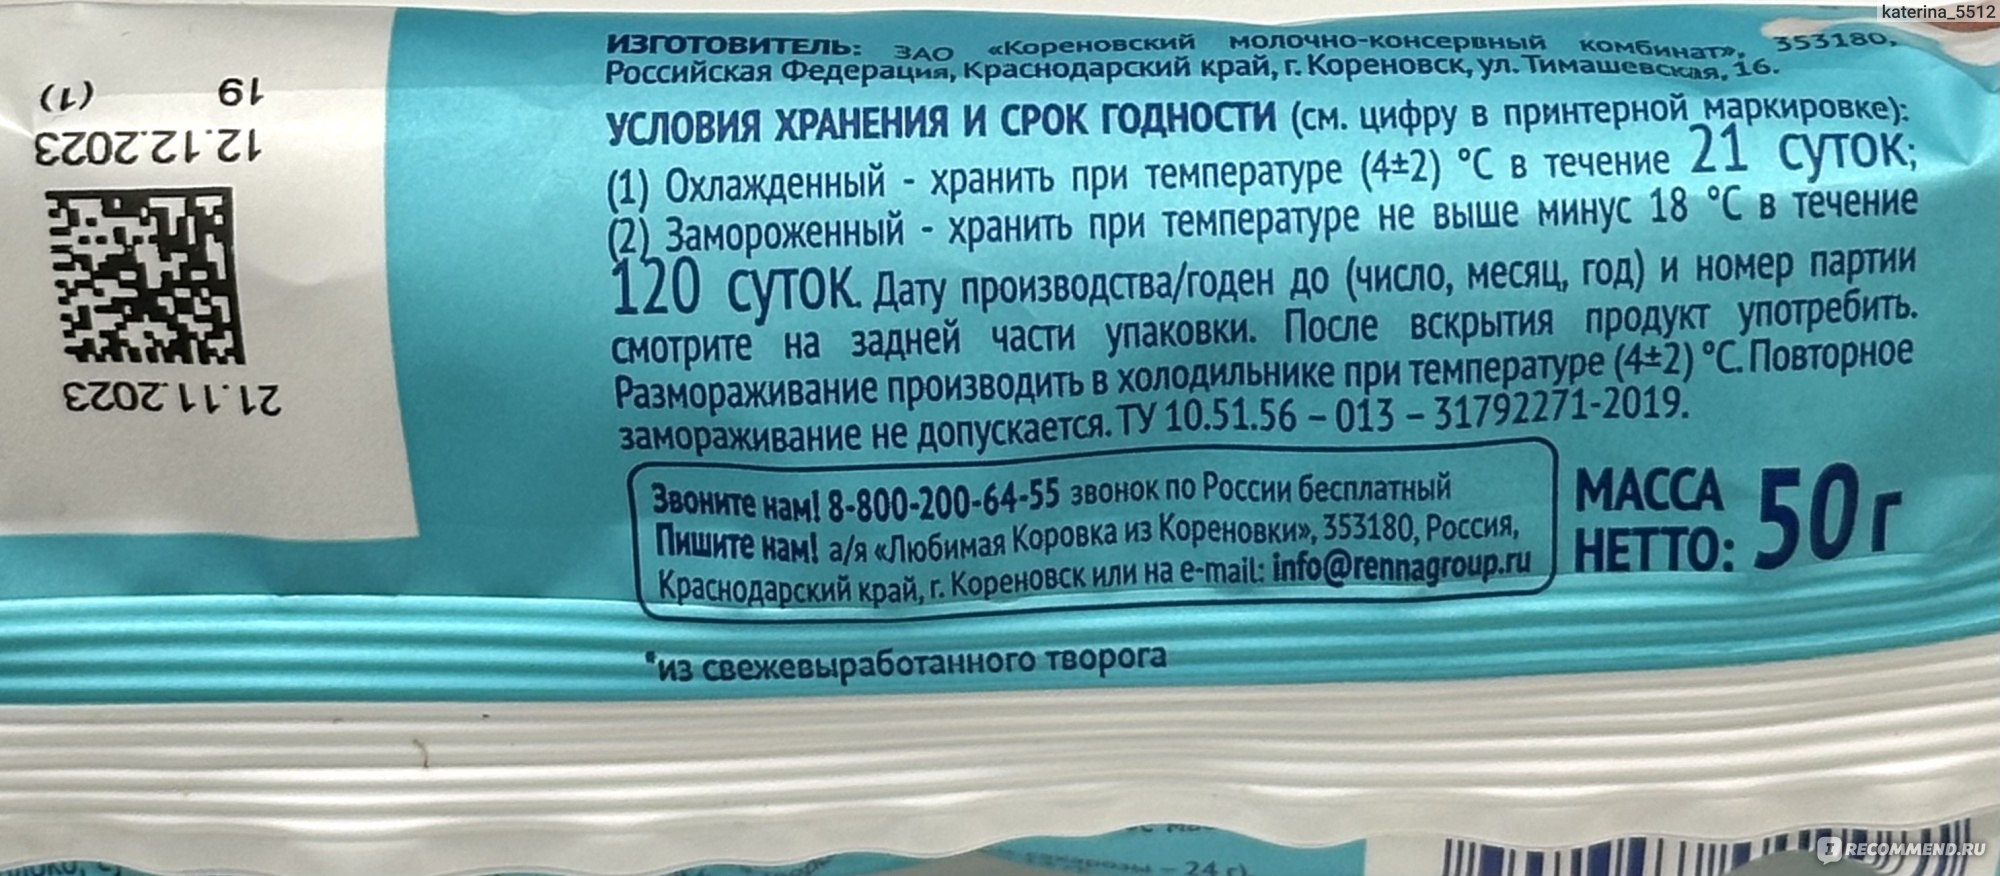 katerina_5512
ИЗГОТОВИТЕЛЬ: ЗАО «Кореновский молочно-консервный комбинат», 353180,
Российская Федерация, Краснодарский край, г. Кореновск, ул. Тимашевская, 16.
УСЛОВИЯ ХРАНЕНИЯ И СРОК ГОДНОСТИ (см. цифру в принтерной маркировке):
(1) Охлажденный - хранить при температуре (4±2) °С в течение 21 суток;
(2) Замороженный - хранить при температуре не выше минус 18 °С в течение
120 суток. Дату производства/годен до (число, месяц, год) и номер партии
смотрите на задней части упаковки. После вскрытия продукт употребить.
Размораживание производить в холодильнике при температуре (4±2) °С. Повторное
замораживание не допускается. ТУ 10.51.56 – 013 – 31792271-2019.
Звоните нам! 8-800-200-64-55 звонок по России бесплатный
Пишите нам! а/я «Любимая Коровка из Кореновки», 353180, Россия,
Краснодарский край, г. Кореновск или на e-mail: info@rennagroup.ru
МАССА
НЕТТО: 50 г
*из свежевыработанного творога
21.11.2023
12.12.2023
19 (1)
24 г)
IRECOMMEND.RU